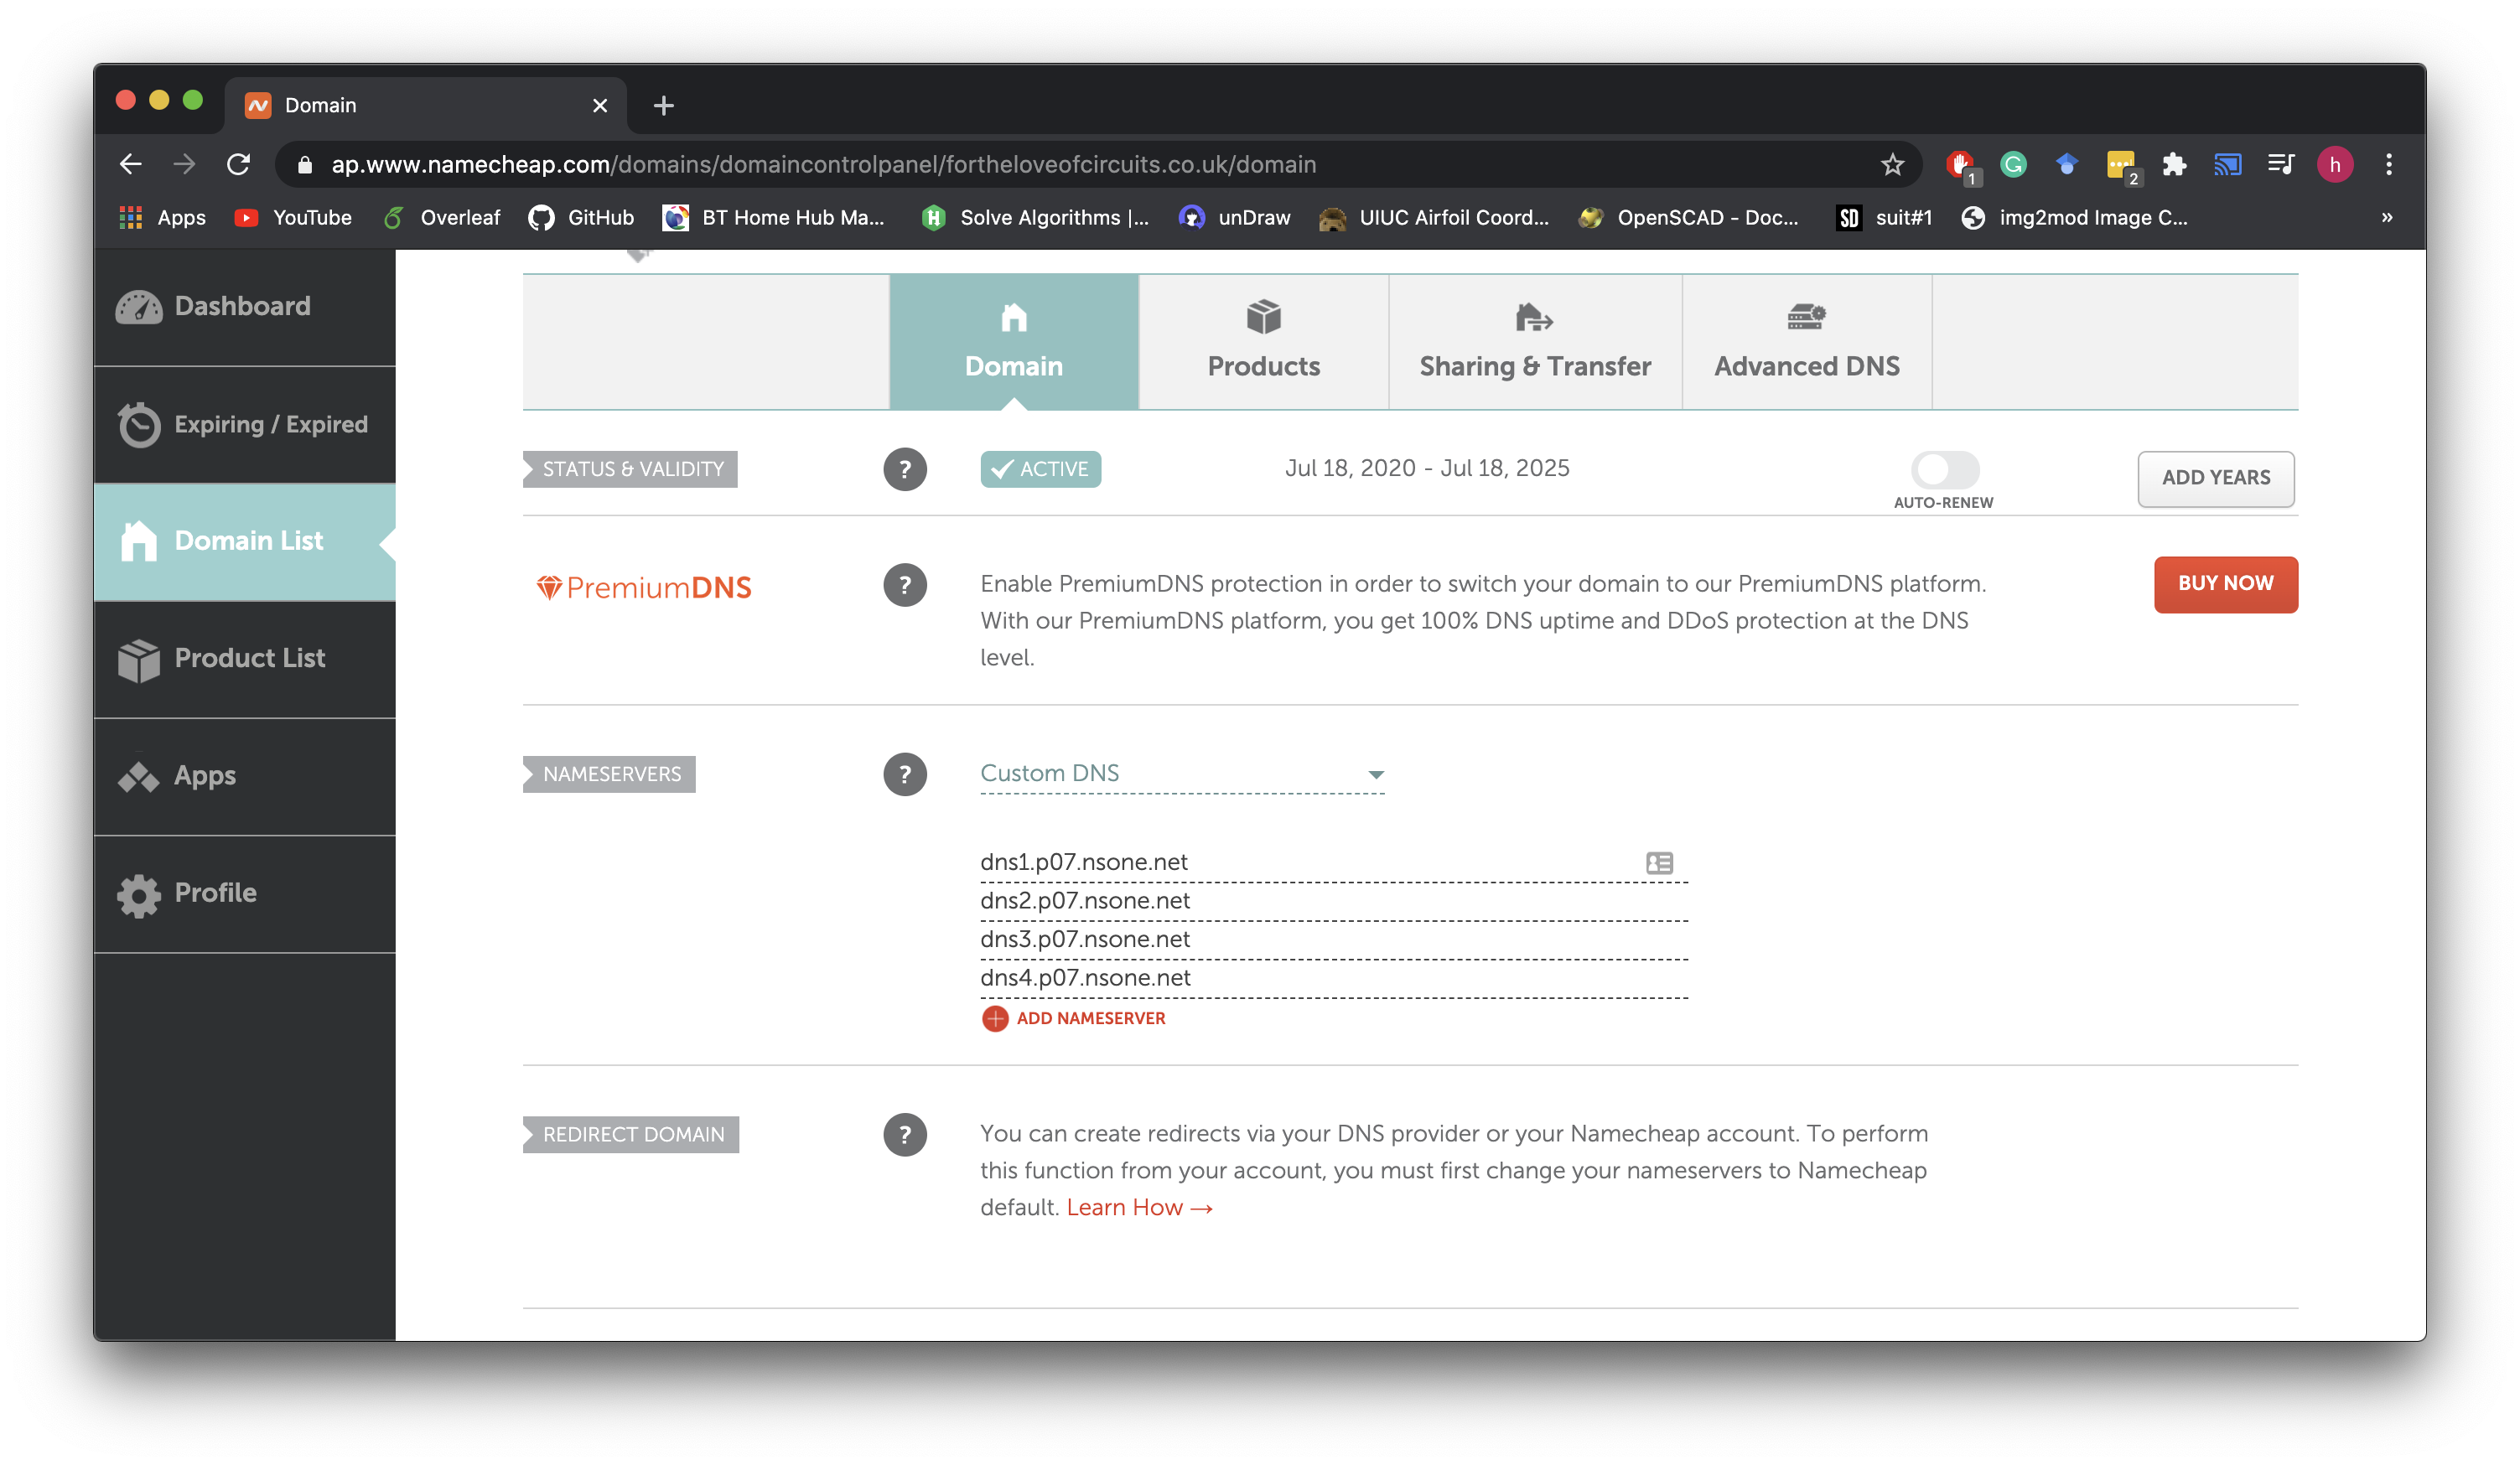 Domain
ap.www.namecheap.com/domains/domaincontrolpanel/fortheloveofcircuits.co.uk/domain
1
G
2
h
Apps
YouTube
Overleaf
GitHub
BT Home Hub Ma...
Solve Algorithms |...
unDraw
UIUC Airfoil Coord...
OpenSCAD - Doc...
SD suit#1
img2mod Image C...
»
Dashboard
Expiring / Expired
Domain List
Product List
Apps
Profile
Domain
Products
Sharing & Transfer
Advanced DNS
STATUS & VALIDITY
?
ACTIVE
Jul 18, 2020 - Jul 18, 2025
AUTO-RENEW
ADD YEARS
PremiumDNS
?
Enable PremiumDNS protection in order to switch your domain to our PremiumDNS platform.
With our PremiumDNS platform, you get 100% DNS uptime and DDoS protection at the DNS
level.
BUY NOW
NAMESERVERS
?
Custom DNS
dns1.p07.nsone.net
dns2.p07.nsone.net
dns3.p07.nsone.net
dns4.p07.nsone.net
ADD NAMESERVER
REDIRECT DOMAIN
?
You can create redirects via your DNS provider or your Namecheap account. To perform
this function from your account, you must first change your nameservers to Namecheap
default. Learn How →